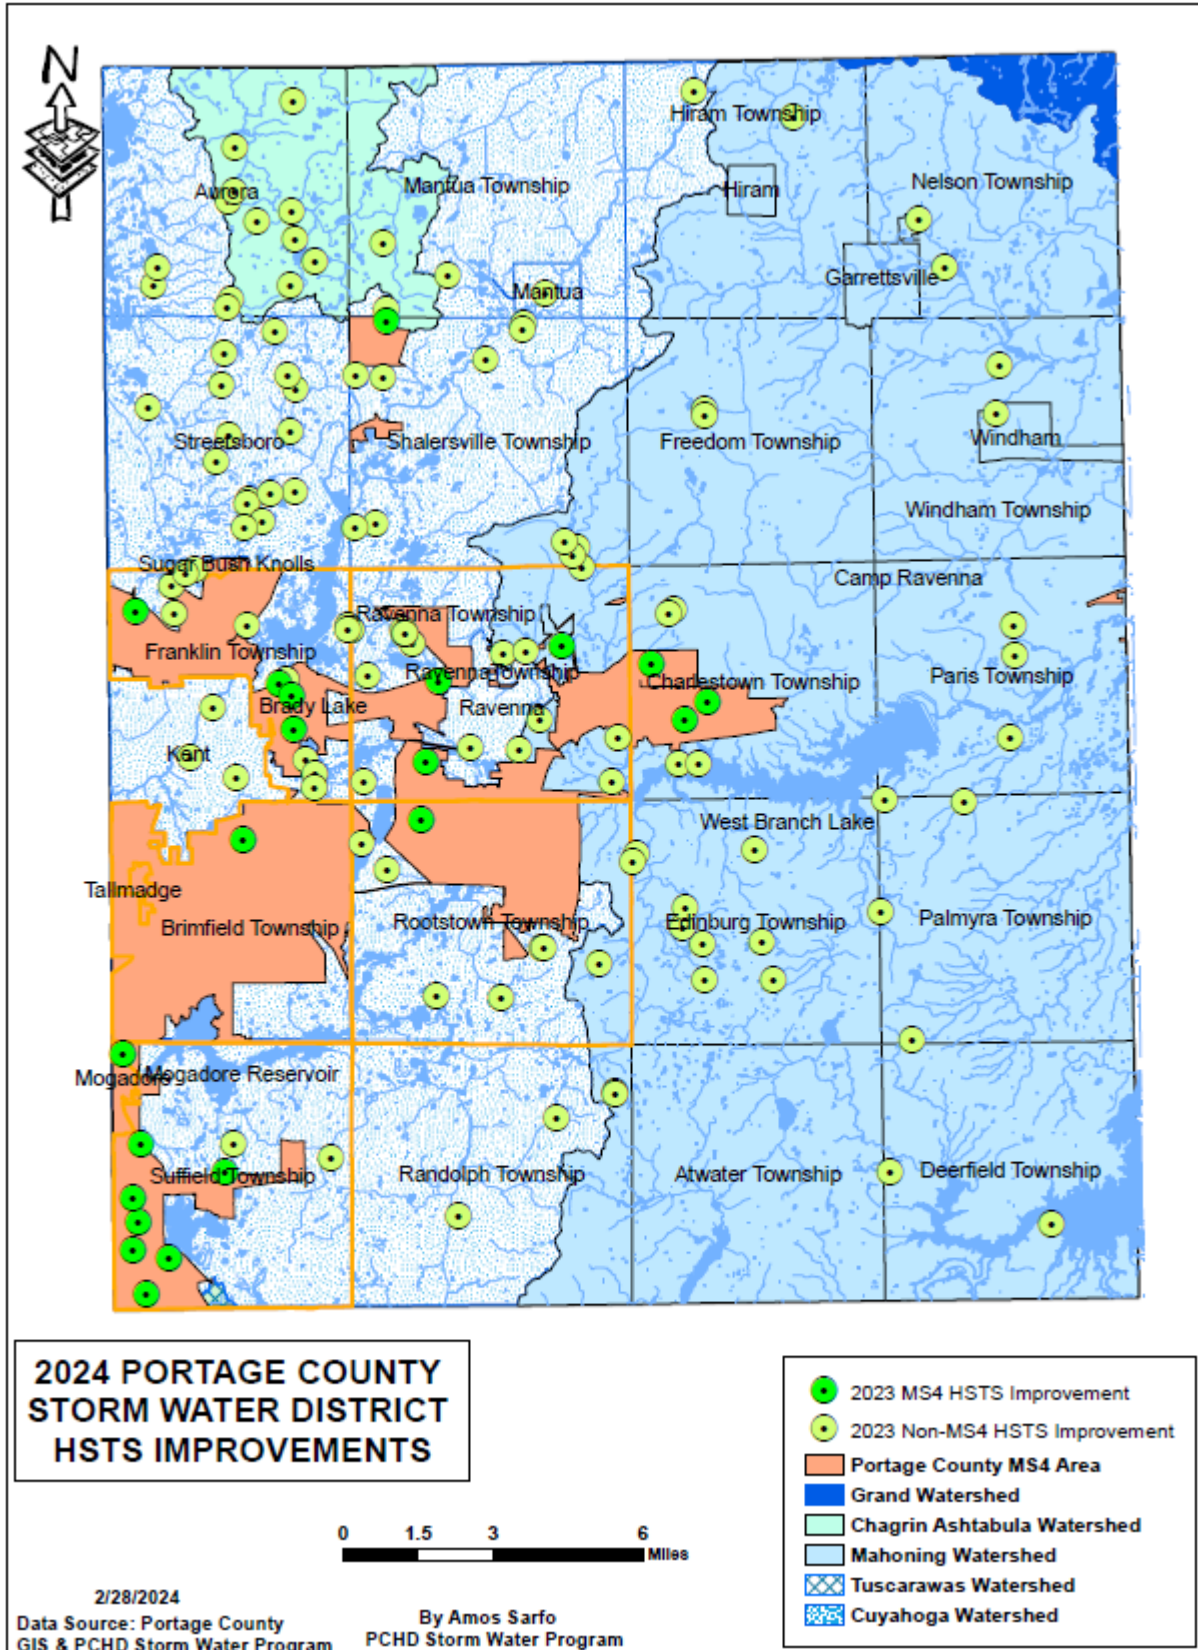 N
Hiram Township
Aurora
Mantua Township
Hiram
Nelson Township
Garrettsville
Mantua
Streetsboro
Shalersville Township
Freedom Township
Windham
Windham Township
Sugar Bush Knolls
Camp Ravenna
Ravenna Township
Franklin Township
Ravenna Township
Charlestown Township
Paris Township
Brady Lake
Ravenna
Kent
West Branch Lake
Tallmadge
Brimfield Township
Rootstown Township
Edinburg Township
Palmyra Township
Mogadore
Mogadore Reservoir
Suffield Township
Randolph Township
Atwater Township
Deerfield Township
2024 PORTAGE COUNTY
STORM WATER DISTRICT
HSTS IMPROVEMENTS
2023 MS4 HSTS Improvement
2023 Non-MS4 HSTS Improvement
Portage County MS4 Area
Grand Watershed
Chagrin Ashtabula Watershed
Mahoning Watershed
Tuscarawas Watershed
Cuyahoga Watershed
0 1.5 3 6
Miles
2/28/2024
Data Source: Portage County
GIS & PCHD Storm Water Program
By Amos Sarfo
PCHD Storm Water Program